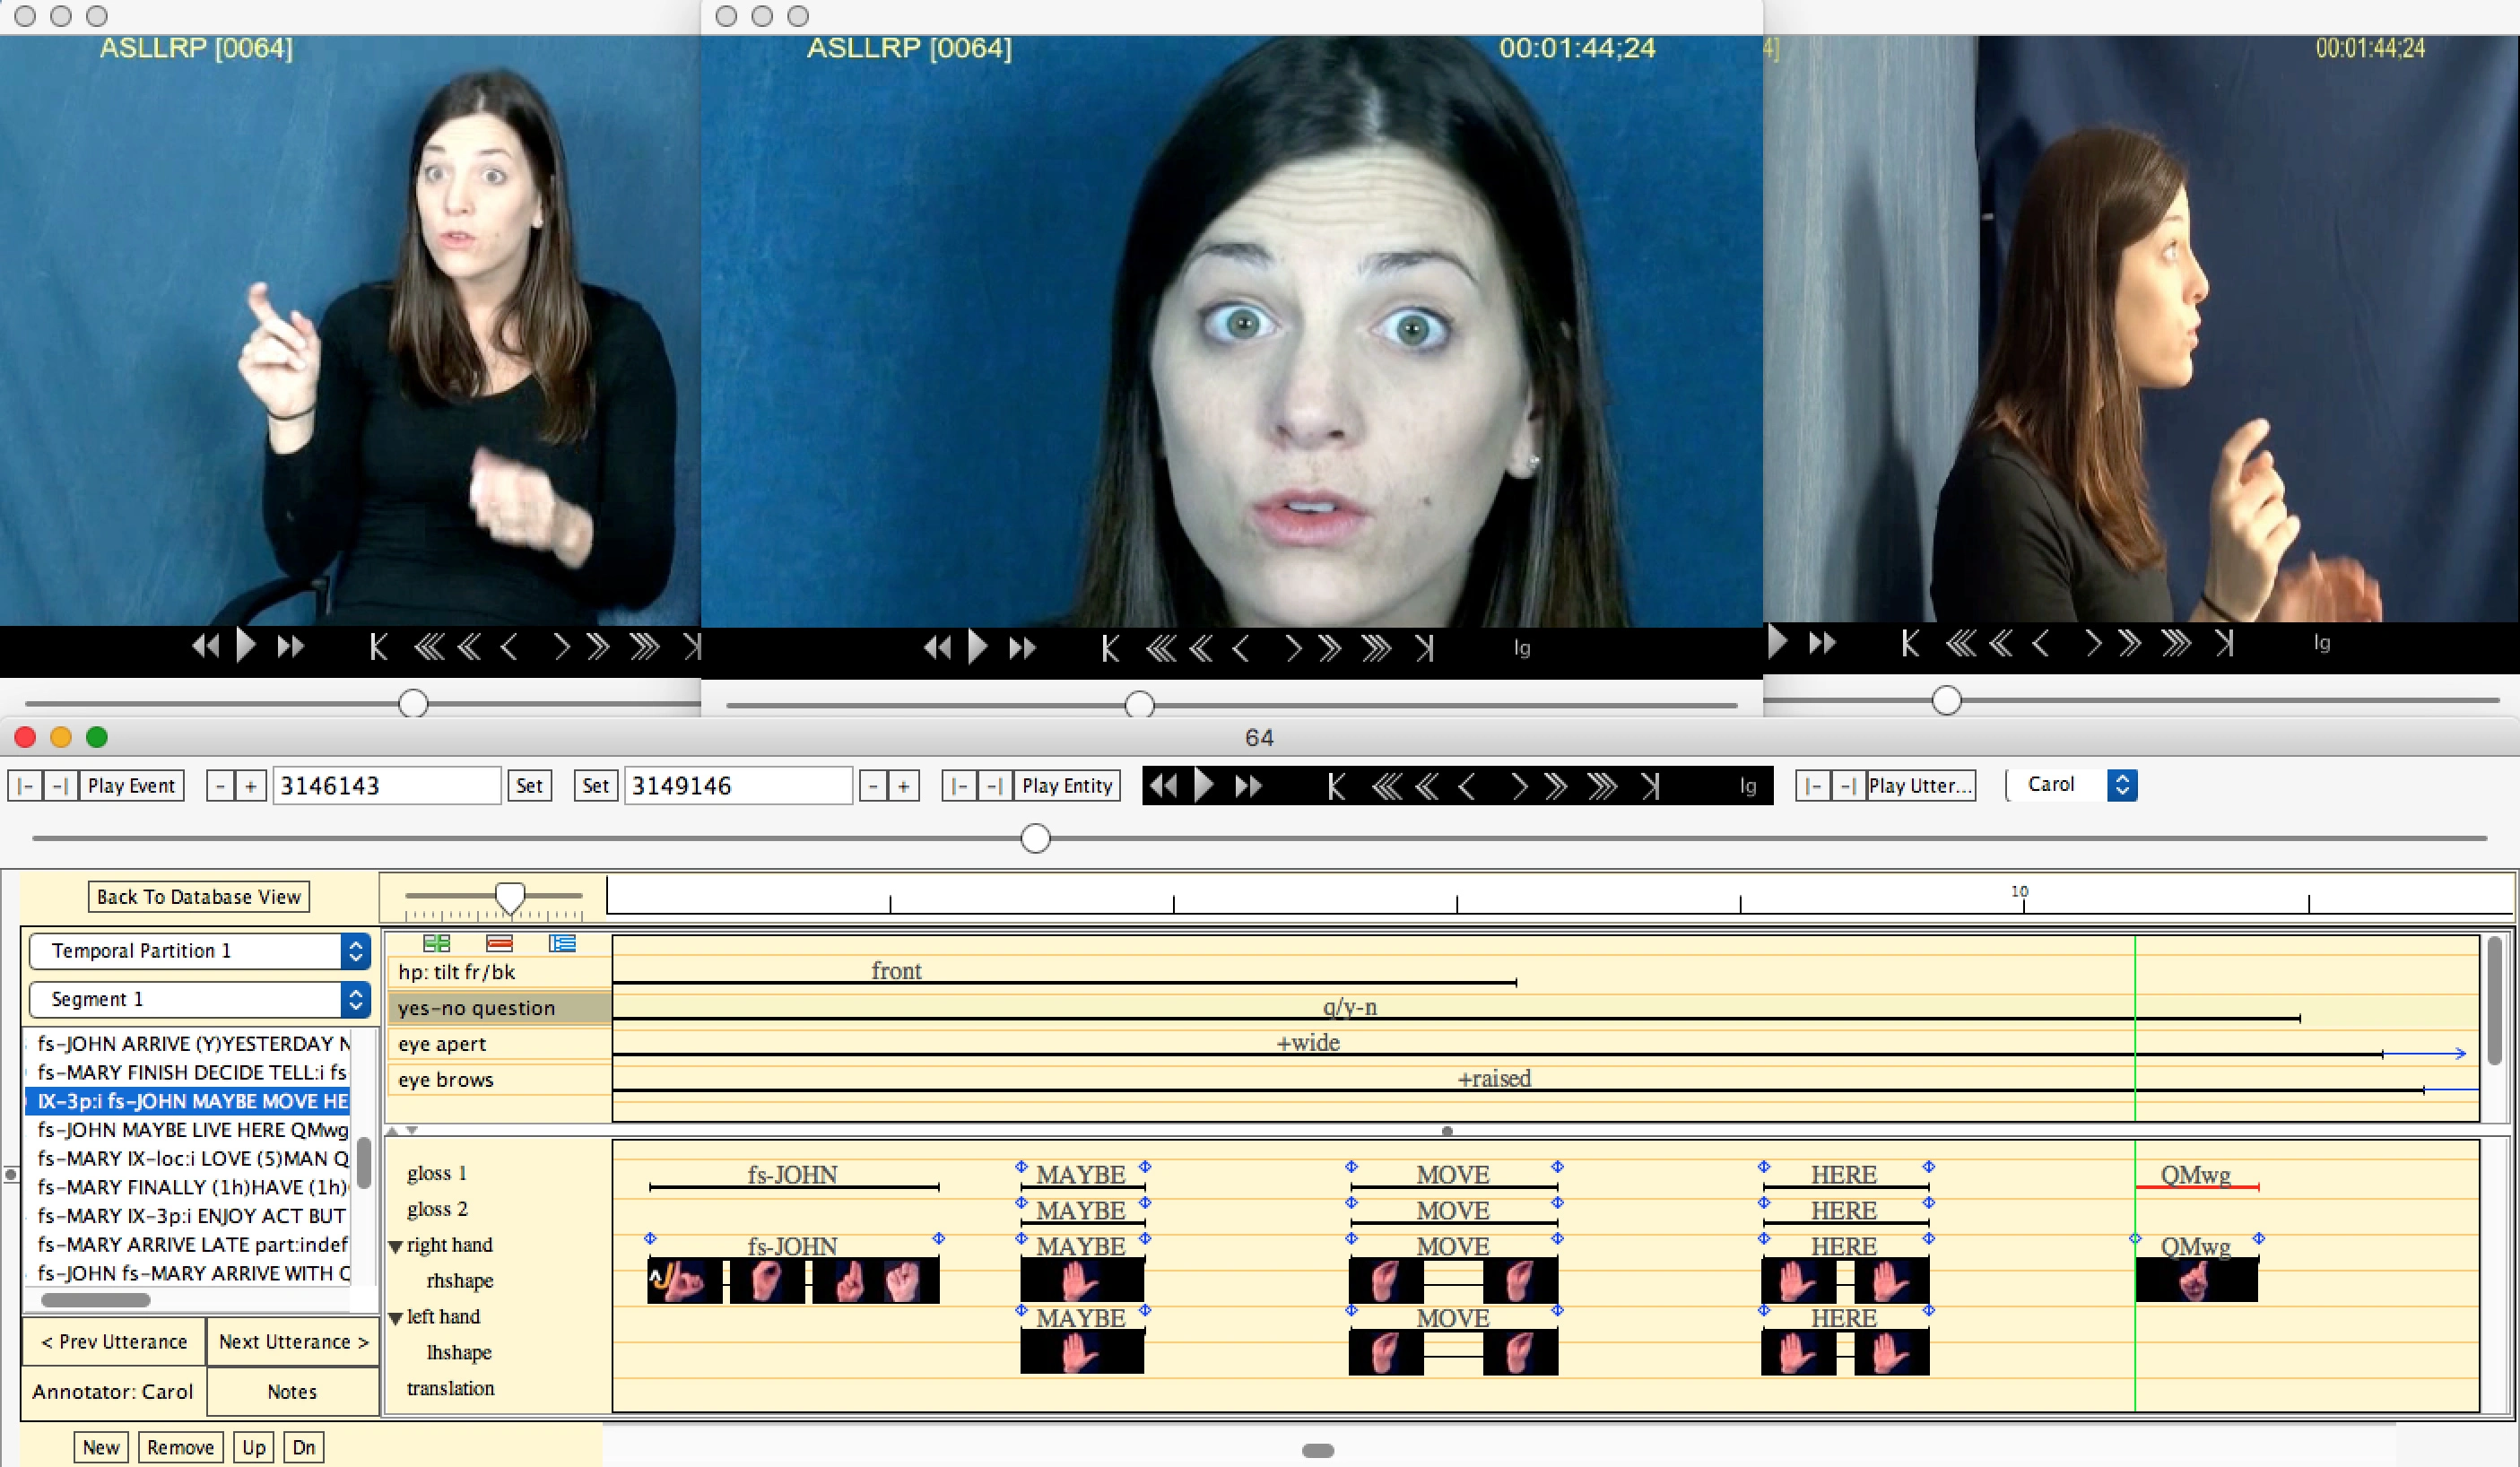 ASLLRP [0064]
ASLLRP [0064] 00:01:44;24
4] 00:01:44;24
lg
lg
64
|- -| Play Event - + 3146143 Set Set 3149146 - + |- -| Play Entity lg |- -| Play Utter... Carol
Back To Database View
10
Temporal Partition 1
Segment 1
fs-JOHN ARRIVE (Y)YESTERDAY N
fs-MARY FINISH DECIDE TELL:i fs
IX-3p:i fs-JOHN MAYBE MOVE HE
fs-JOHN MAYBE LIVE HERE QMwg
fs-MARY IX-loc:i LOVE (5)MAN Q
fs-MARY FINALLY (1h)HAVE (1h)
fs-MARY IX-3p:i ENJOY ACT BUT
fs-MARY ARRIVE LATE part:indef
fs-JOHN fs-MARY ARRIVE WITH Q
< Prev Utterance Next Utterance >
Annotator: Carol Notes
New Remove Up Dn
hp: tilt fr/bk front
yes-no question q/y-n
eye apert +wide
eye brows +raised
gloss 1 fs-JOHN MAYBE MOVE HERE QMwg
gloss 2 MAYBE MOVE HERE
right hand fs-JOHN MAYBE MOVE HERE QMwg
rhshape
left hand MAYBE MOVE HERE
lhshape
translation